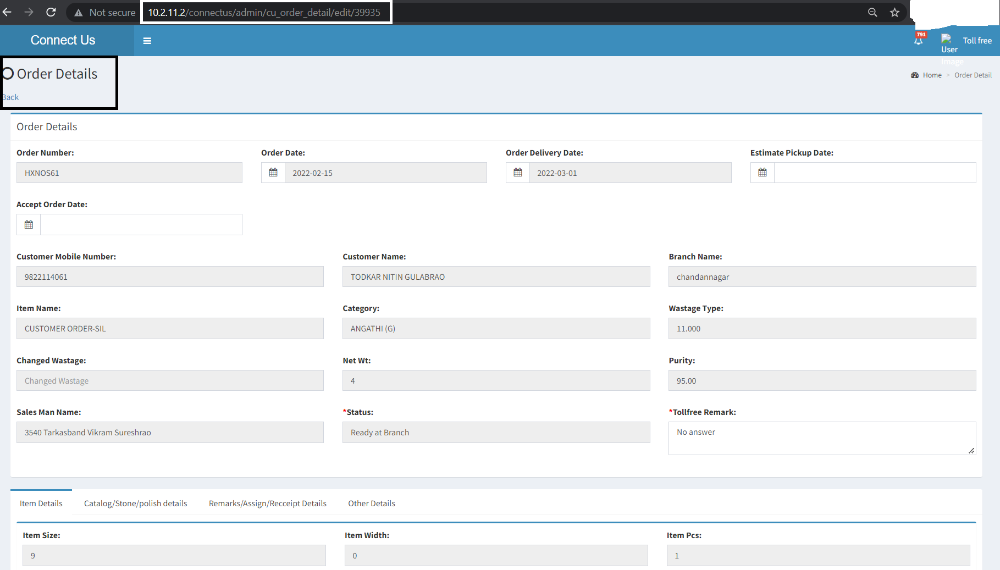 Not secure 10.2.11.2/connectus/admin/cu_order_detail/edit/39935
Connect Us
791
User Image
Toll free
Order Details
Home > Order Detail
Back
Order Details
Order Number: Order Date: Order Delivery Date: Estimate Pickup Date:
HXNOS61 2022-02-15 2022-03-01
Accept Order Date:
Customer Mobile Number: Customer Name: Branch Name:
9822114061 TODKAR NITIN GULABRAO chandannagar
Item Name: Category: Wastage Type:
CUSTOMER ORDER-SIL ANGATHI (G) 11.000
Changed Wastage: Net Wt: Purity:
Changed Wastage 4 95.00
Sales Man Name: *Status: *Tollfree Remark:
3540 Tarkasband Vikram Sureshrao Ready at Branch No answer
Item Details Catalog/Stone/polish details Remarks/Assign/Recceipt Details Other Details
Item Size: Item Width: Item Pcs:
9 0 1